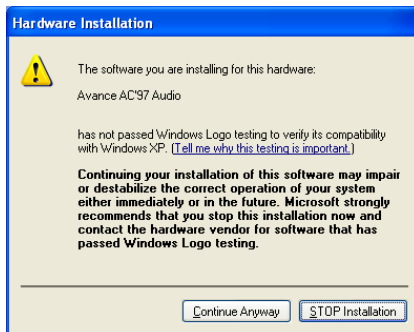 Hardware Installation
The software you are installing for this hardware:
Avance AC'97 Audio
has not passed Windows Logo testing to verify its compatibility
with Windows XP. (Tell me why this testing is important.)
Continuing your installation of this software may impair
or destabilize the correct operation of your system
either immediately or in the future. Microsoft strongly
recommends that you stop this installation now and
contact the hardware vendor for software that has
passed Windows Logo testing.
Continue Anyway
STOP Installation